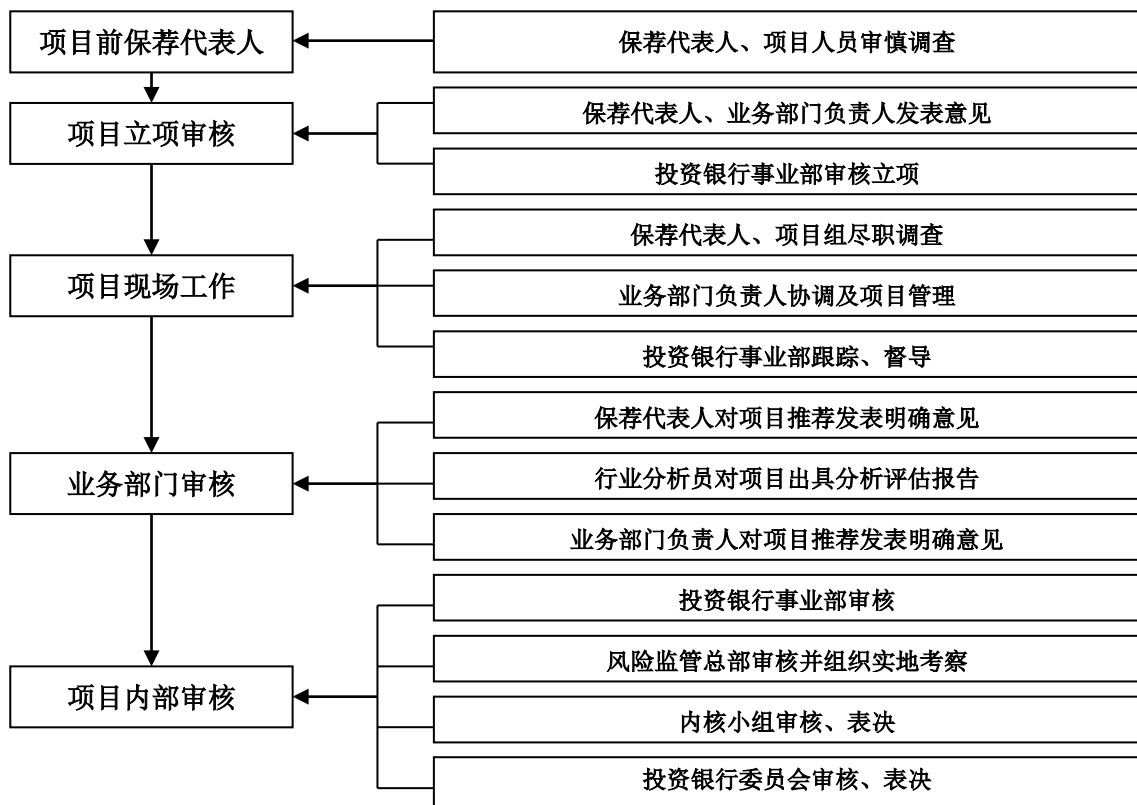 项目前保荐代表人
保荐代表人、项目人员审慎调查
项目立项审核
保荐代表人、业务部门负责人发表意见
投资银行事业部审核立项
项目现场工作
保荐代表人、项目组尽职调查
业务部门负责人协调及项目管理
投资银行事业部跟踪、督导
业务部门审核
保荐代表人对项目推荐发表明确意见
行业分析员对项目出具分析评估报告
业务部门负责人对项目推荐发表明确意见
项目内部审核
投资银行事业部审核
风险监管总部审核并组织实地考察
内核小组审核、表决
投资银行委员会审核、表决